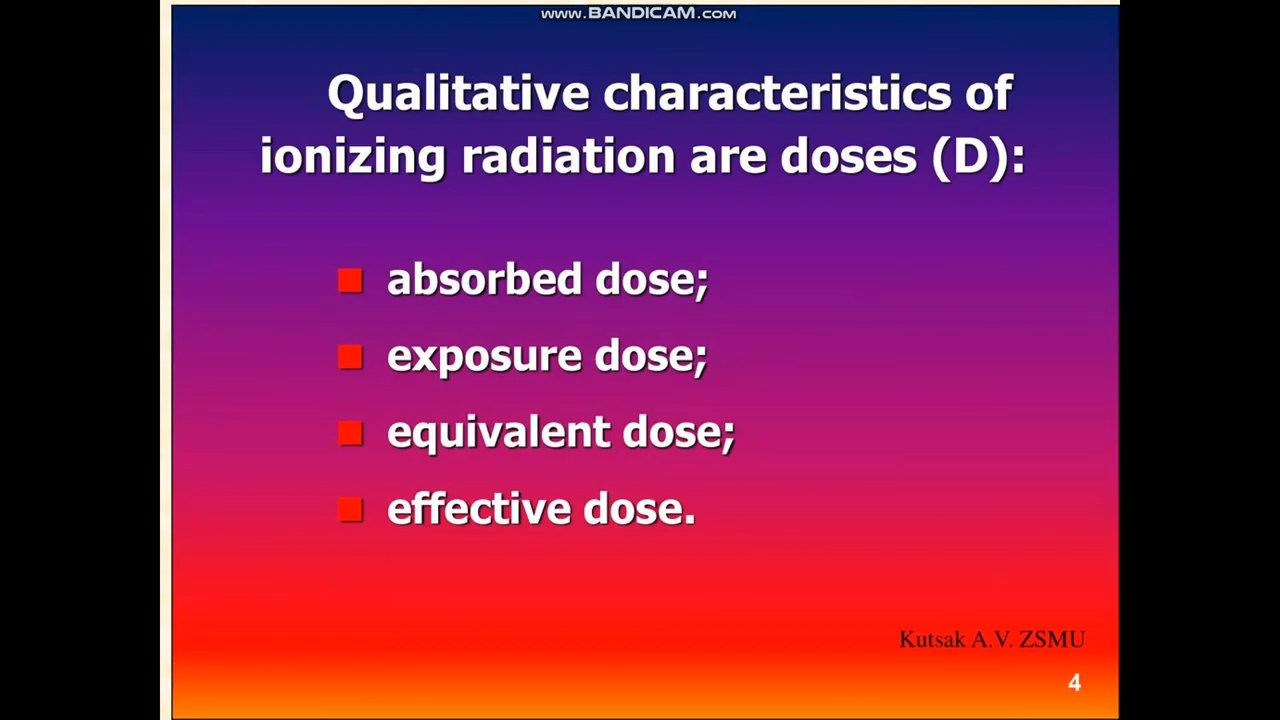 www.BANDICAM.com
Qualitative characteristics of
ionizing radiation are doses (D):
absorbed dose;
exposure dose;
equivalent dose;
effective dose.
Kutsak A.V. ZSMU
4